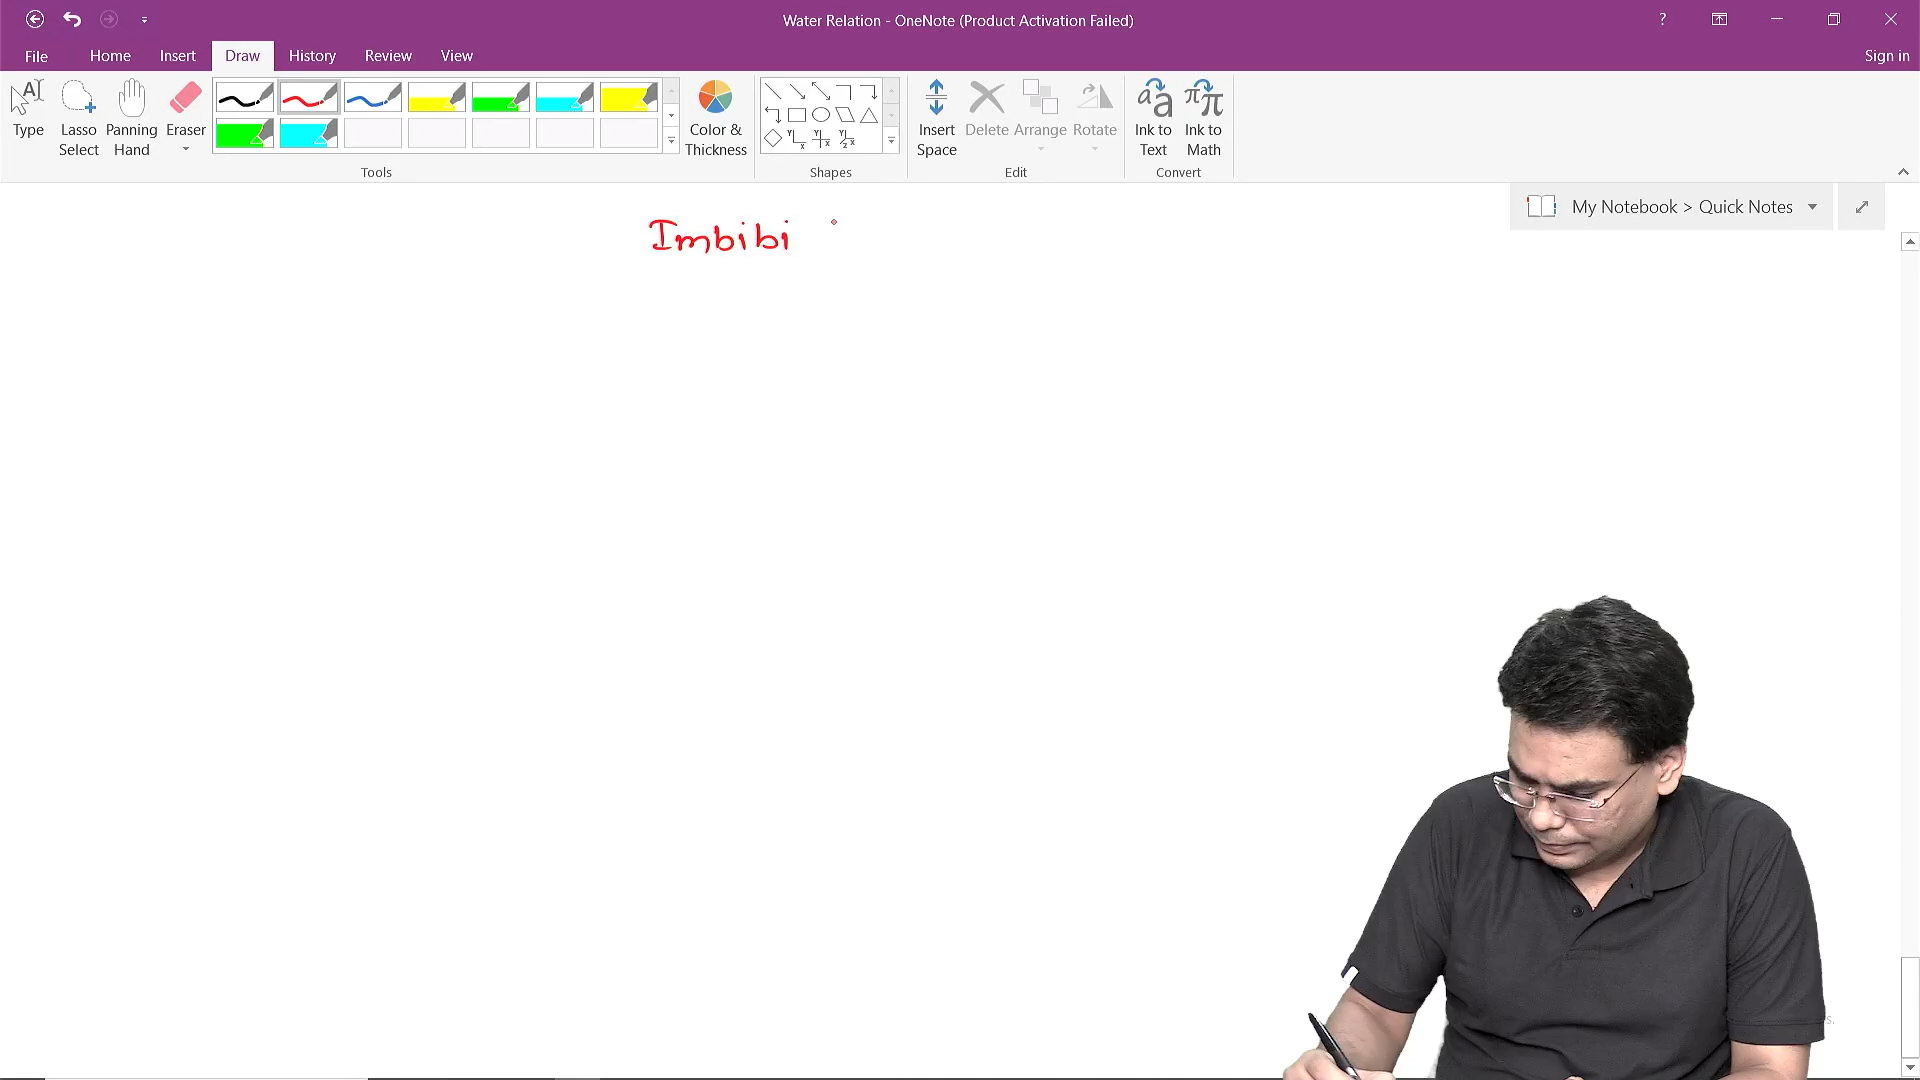 Water Relation - OneNote (Product Activation Failed)
?
File Home Insert Draw History Review View
Sign in
Type
Lasso Select
Panning Hand
Eraser
Color & Thickness
Insert Space
Delete
Arrange
Rotate
Ink to Text
Ink to Math
Tools
Shapes
Edit
Convert
My Notebook > Quick Notes
Imbibi